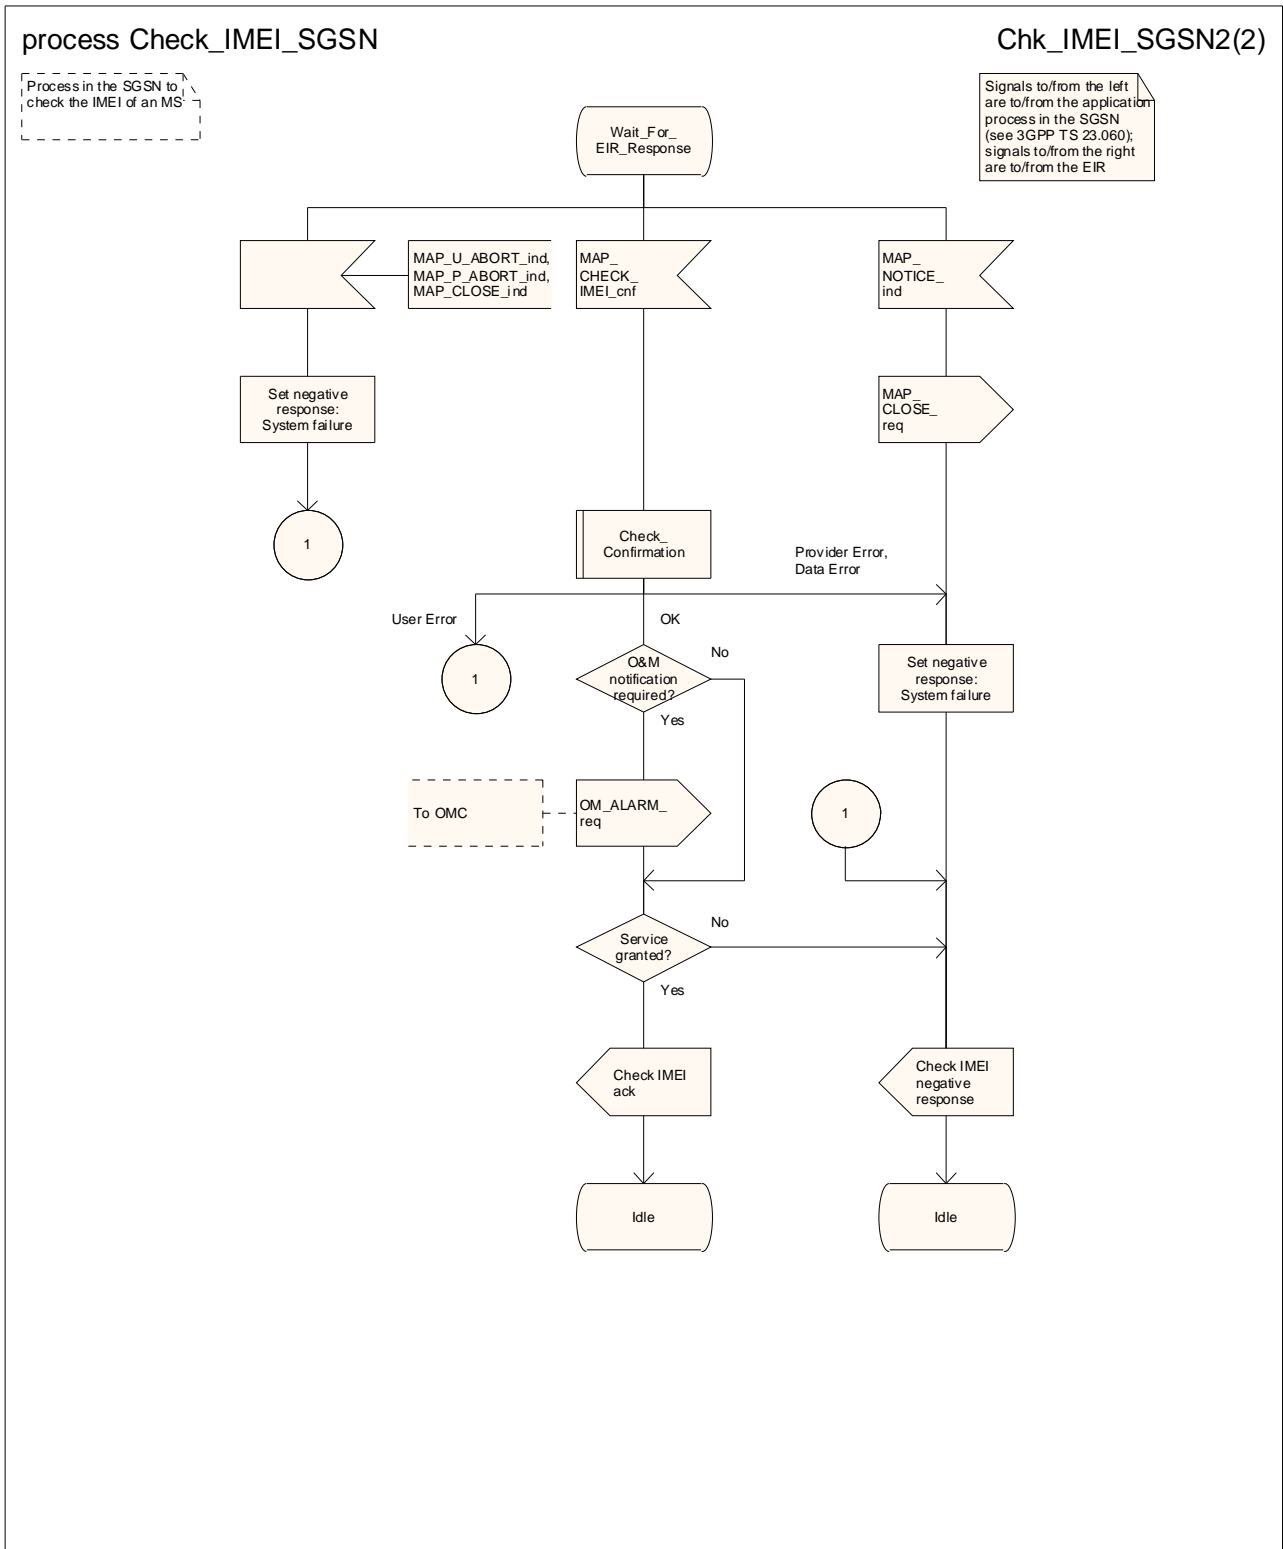 process Check_IMEI_SGSN
Chk_IMEI_SGSN2(2)
Process in the SGSN to
check the IMEI of an MS
Signals to/from the left
are to/from the application
process in the SGSN
(see 3GPP TS 23.060);
signals to/from the right
are to/from the EIR
Wait_For_
EIR_Response
MAP_U_ABORT_ind,
MAP_P_ABORT_ind,
MAP_CLOSE_ind
MAP_
CHECK_
IMEI_cnf
MAP_
NOTICE_
ind
Set negative
response:
System failure
MAP_
CLOSE_
req
1
Check_
Confirmation
Provider Error,
Data Error
User Error
OK
1
O&M
notification
required?
No
Yes
Set negative
response:
System failure
To OMC
OM_ALARM_
req
1
Service
granted?
No
Yes
Check IMEI
ack
Check IMEI
negative
response
Idle
Idle